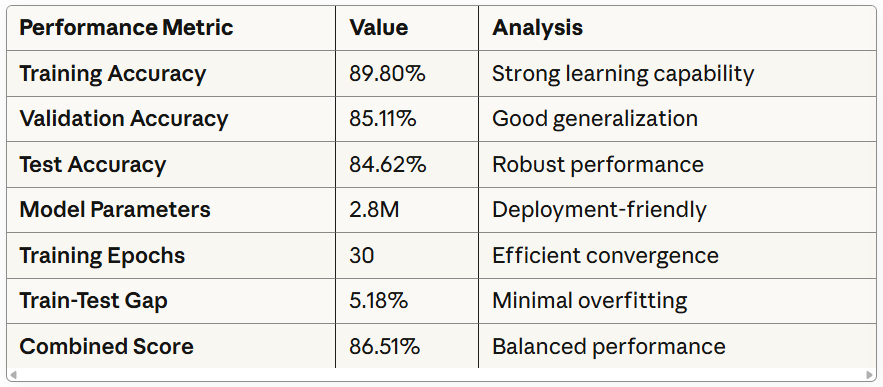 Performance Metric Value Analysis
Training Accuracy 89.80% Strong learning capability
Validation Accuracy 85.11% Good generalization
Test Accuracy 84.62% Robust performance
Model Parameters 2.8M Deployment-friendly
Training Epochs 30 Efficient convergence
Train-Test Gap 5.18% Minimal overfitting
Combined Score 86.51% Balanced performance